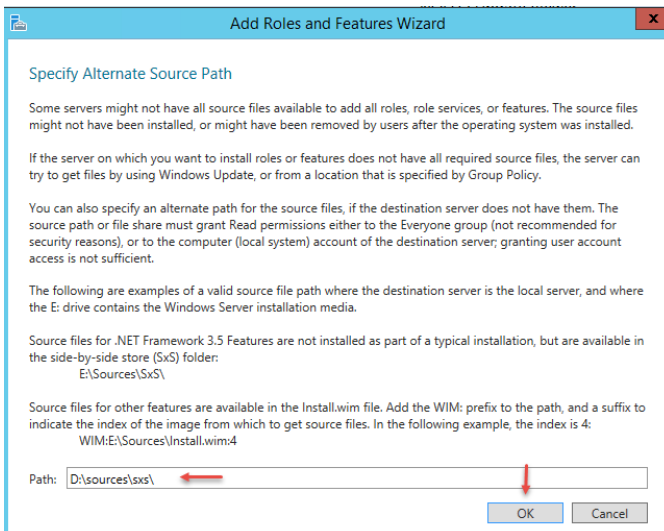 Add Roles and Features Wizard
x
Specify Alternate Source Path
Some servers might not have all source files available to add all roles, role services, or features. The source files
might not have been installed, or might have been removed by users after the operating system was installed.
If the server on which you want to install roles or features does not have all required source files, the server can
try to get files by using Windows Update, or from a location that is specified by Group Policy.
You can also specify an alternate path for the source files, if the destination server does not have them. The
source path or file share must grant Read permissions either to the Everyone group (not recommended for
security reasons), or to the computer (local system) account of the destination server; granting user account
access is not sufficient.
The following are examples of a valid source file path where the destination server is the local server, and where
the E: drive contains the Windows Server installation media.
Source files for .NET Framework 3.5 Features are not installed as part of a typical installation, but are available in
the side-by-side store (SxS) folder:
E:\Sources\SxS\
Source files for other features are available in the Install.wim file. Add the WIM: prefix to the path, and a suffix to
indicate the index of the image from which to get source files. In the following example, the index is 4:
WIM:E:\Sources\Install.wim:4
Path: D:\sources\sxs\
OK Cancel